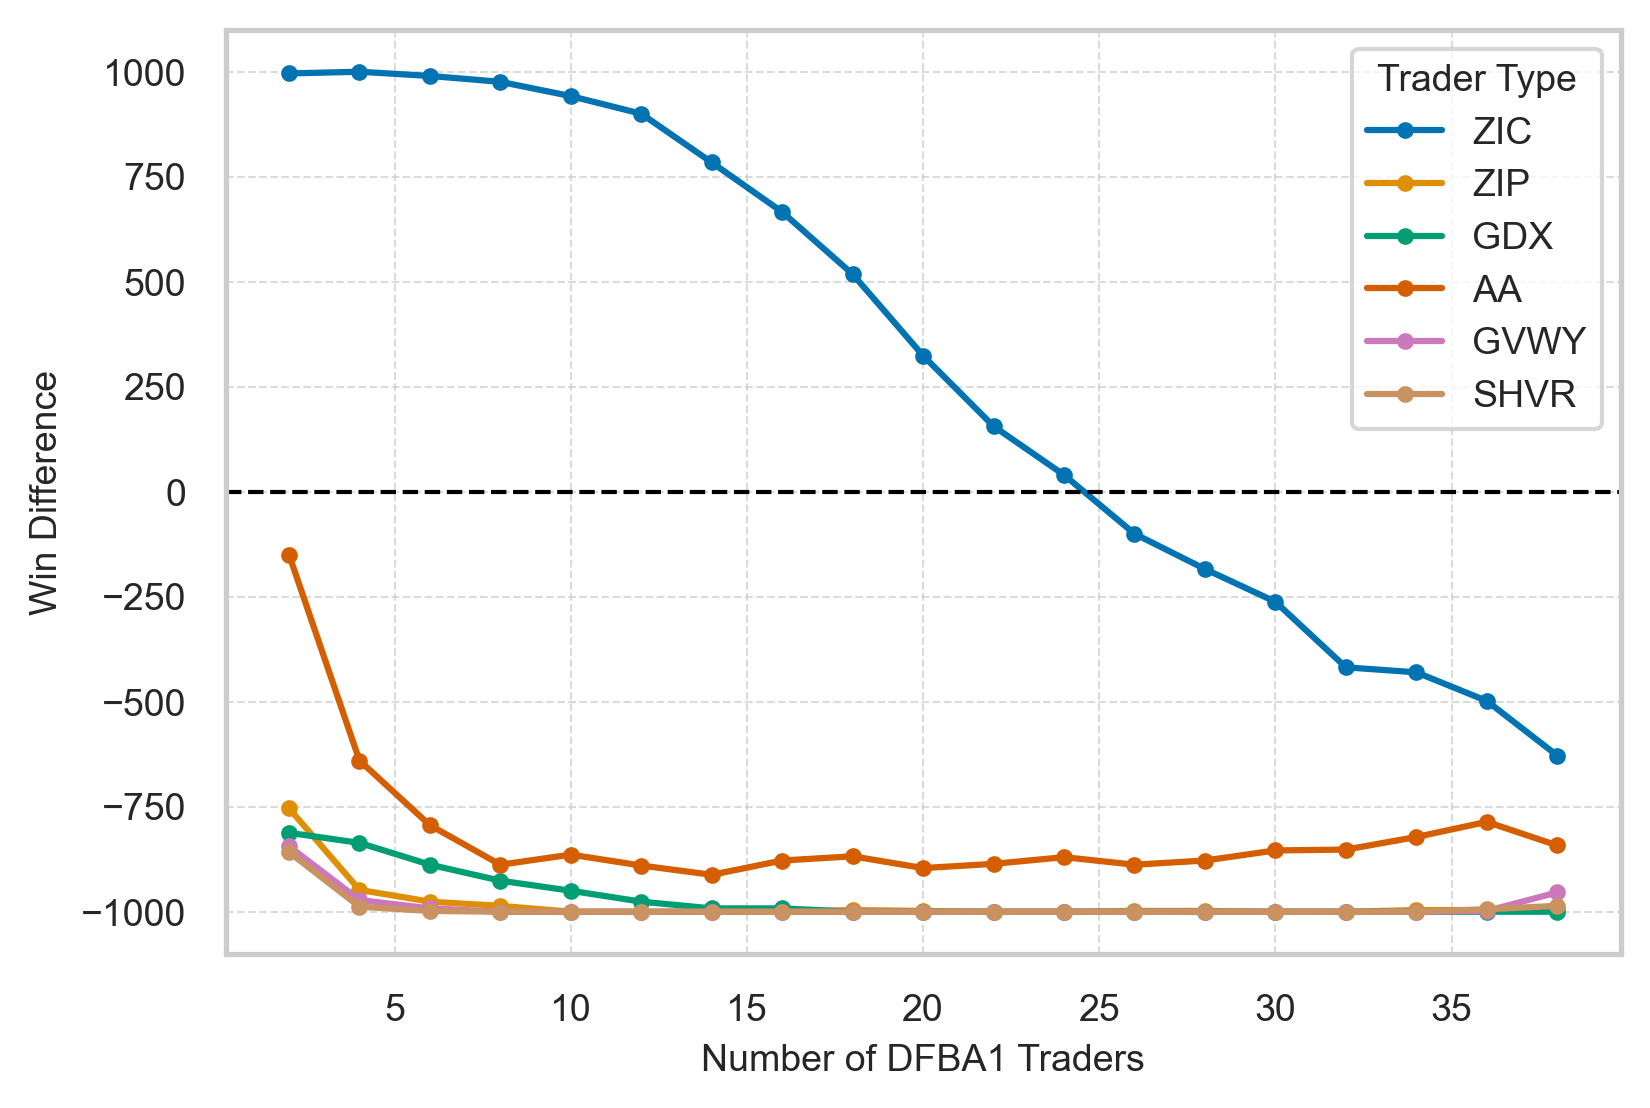 1000
750
500
250
0
−250
−500
−750
−1000
Win Difference
Trader Type
ZIC
ZIP
GDX
AA
GVWY
SHVR
5 10 15 20 25 30 35
Number of DFBA1 Traders